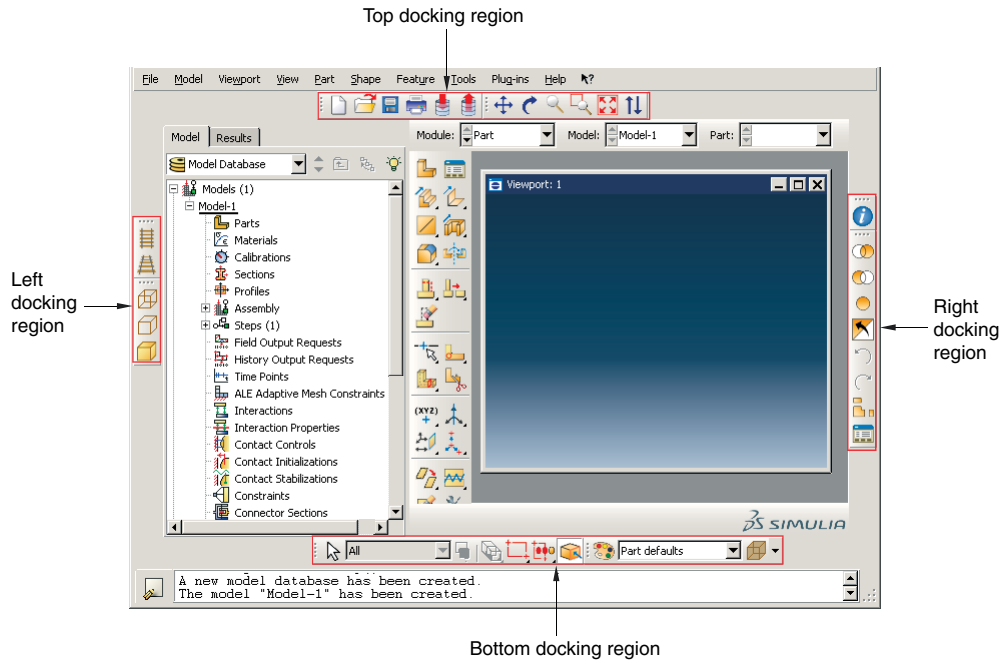 Top docking region
File Model Viewport View Part Shape Feature Tools Plug-ins Help ?
Model Results
Module: Part Model: Model-1 Part:
Model Database
Models (1)
Model-1
Parts
Materials
Calibrations
Sections
Profiles
Assembly
Steps (1)
Field Output Requests
History Output Requests
Time Points
ALE Adaptive Mesh Constraints
Interactions
Interaction Properties
Contact Controls
Contact Initializations
Contact Stabilizations
Constraints
Connector Sections
(XYZ)
Viewport: 1
Left
docking
region
Right
docking
region
SIMULIA
All
Part defaults
A new model database has been created.
The model "Model-1" has been created.
Bottom docking region